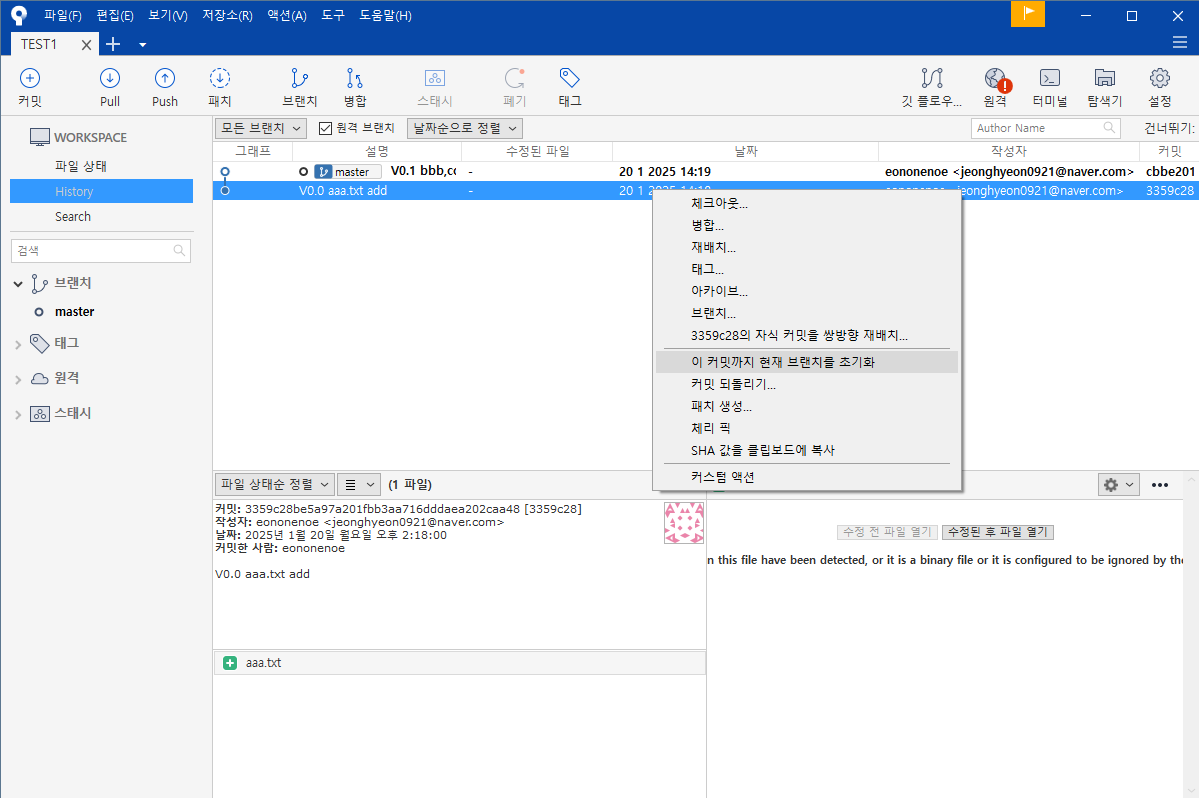 파일(F) 편집(E) 보기(V) 저장소(R) 액션(A) 도구 도움말(H)
TEST1
커밋 Pull Push 패치 브랜치 병합 스태시 폐기 태그 깃 플로우... 원격 터미널 탐색기 설정
모든 브랜치 원격 브랜치 날짜순으로 정렬 Author Name 건너뛰기:
그래프 설명 수정된 파일 날짜 작성자 커밋
master V0.1 bbb,cc - 20 1 2025 14:19 eononenoe <jeonghyeon0921@naver.com> cbbe201
V0.0 aaa.txt add - 20 1 2025 14:18 eononenoe <jeonghyeon0921@naver.com> 3359c28
WORKSPACE
파일 상태
History
Search
검색
브랜치
master
태그
원격
스태시
체크아웃...
병합...
재배치...
태그...
아카이브...
브랜치...
3359c28의 자식 커밋을 쌍방향 재배치...
이 커밋까지 현재 브랜치를 초기화
커밋 되돌리기...
패치 생성...
체리 픽
SHA 값을 클립보드에 복사
커스텀 액션
파일 상태순 정렬 (1 파일)
커밋: 3359c28be5a97a201fbb3aa716dddaea202caa48 [3359c28]
작성자: eononenoe <jeonghyeon0921@naver.com>
날짜: 2025년 1월 20일 월요일 오후 2:18:00
커밋한 사람: eononenoe
V0.0 aaa.txt add
aaa.txt
수정 전 파일 열기 수정된 후 파일 열기
n this file have been detected, or it is a binary file or it is configured to be ignored by the